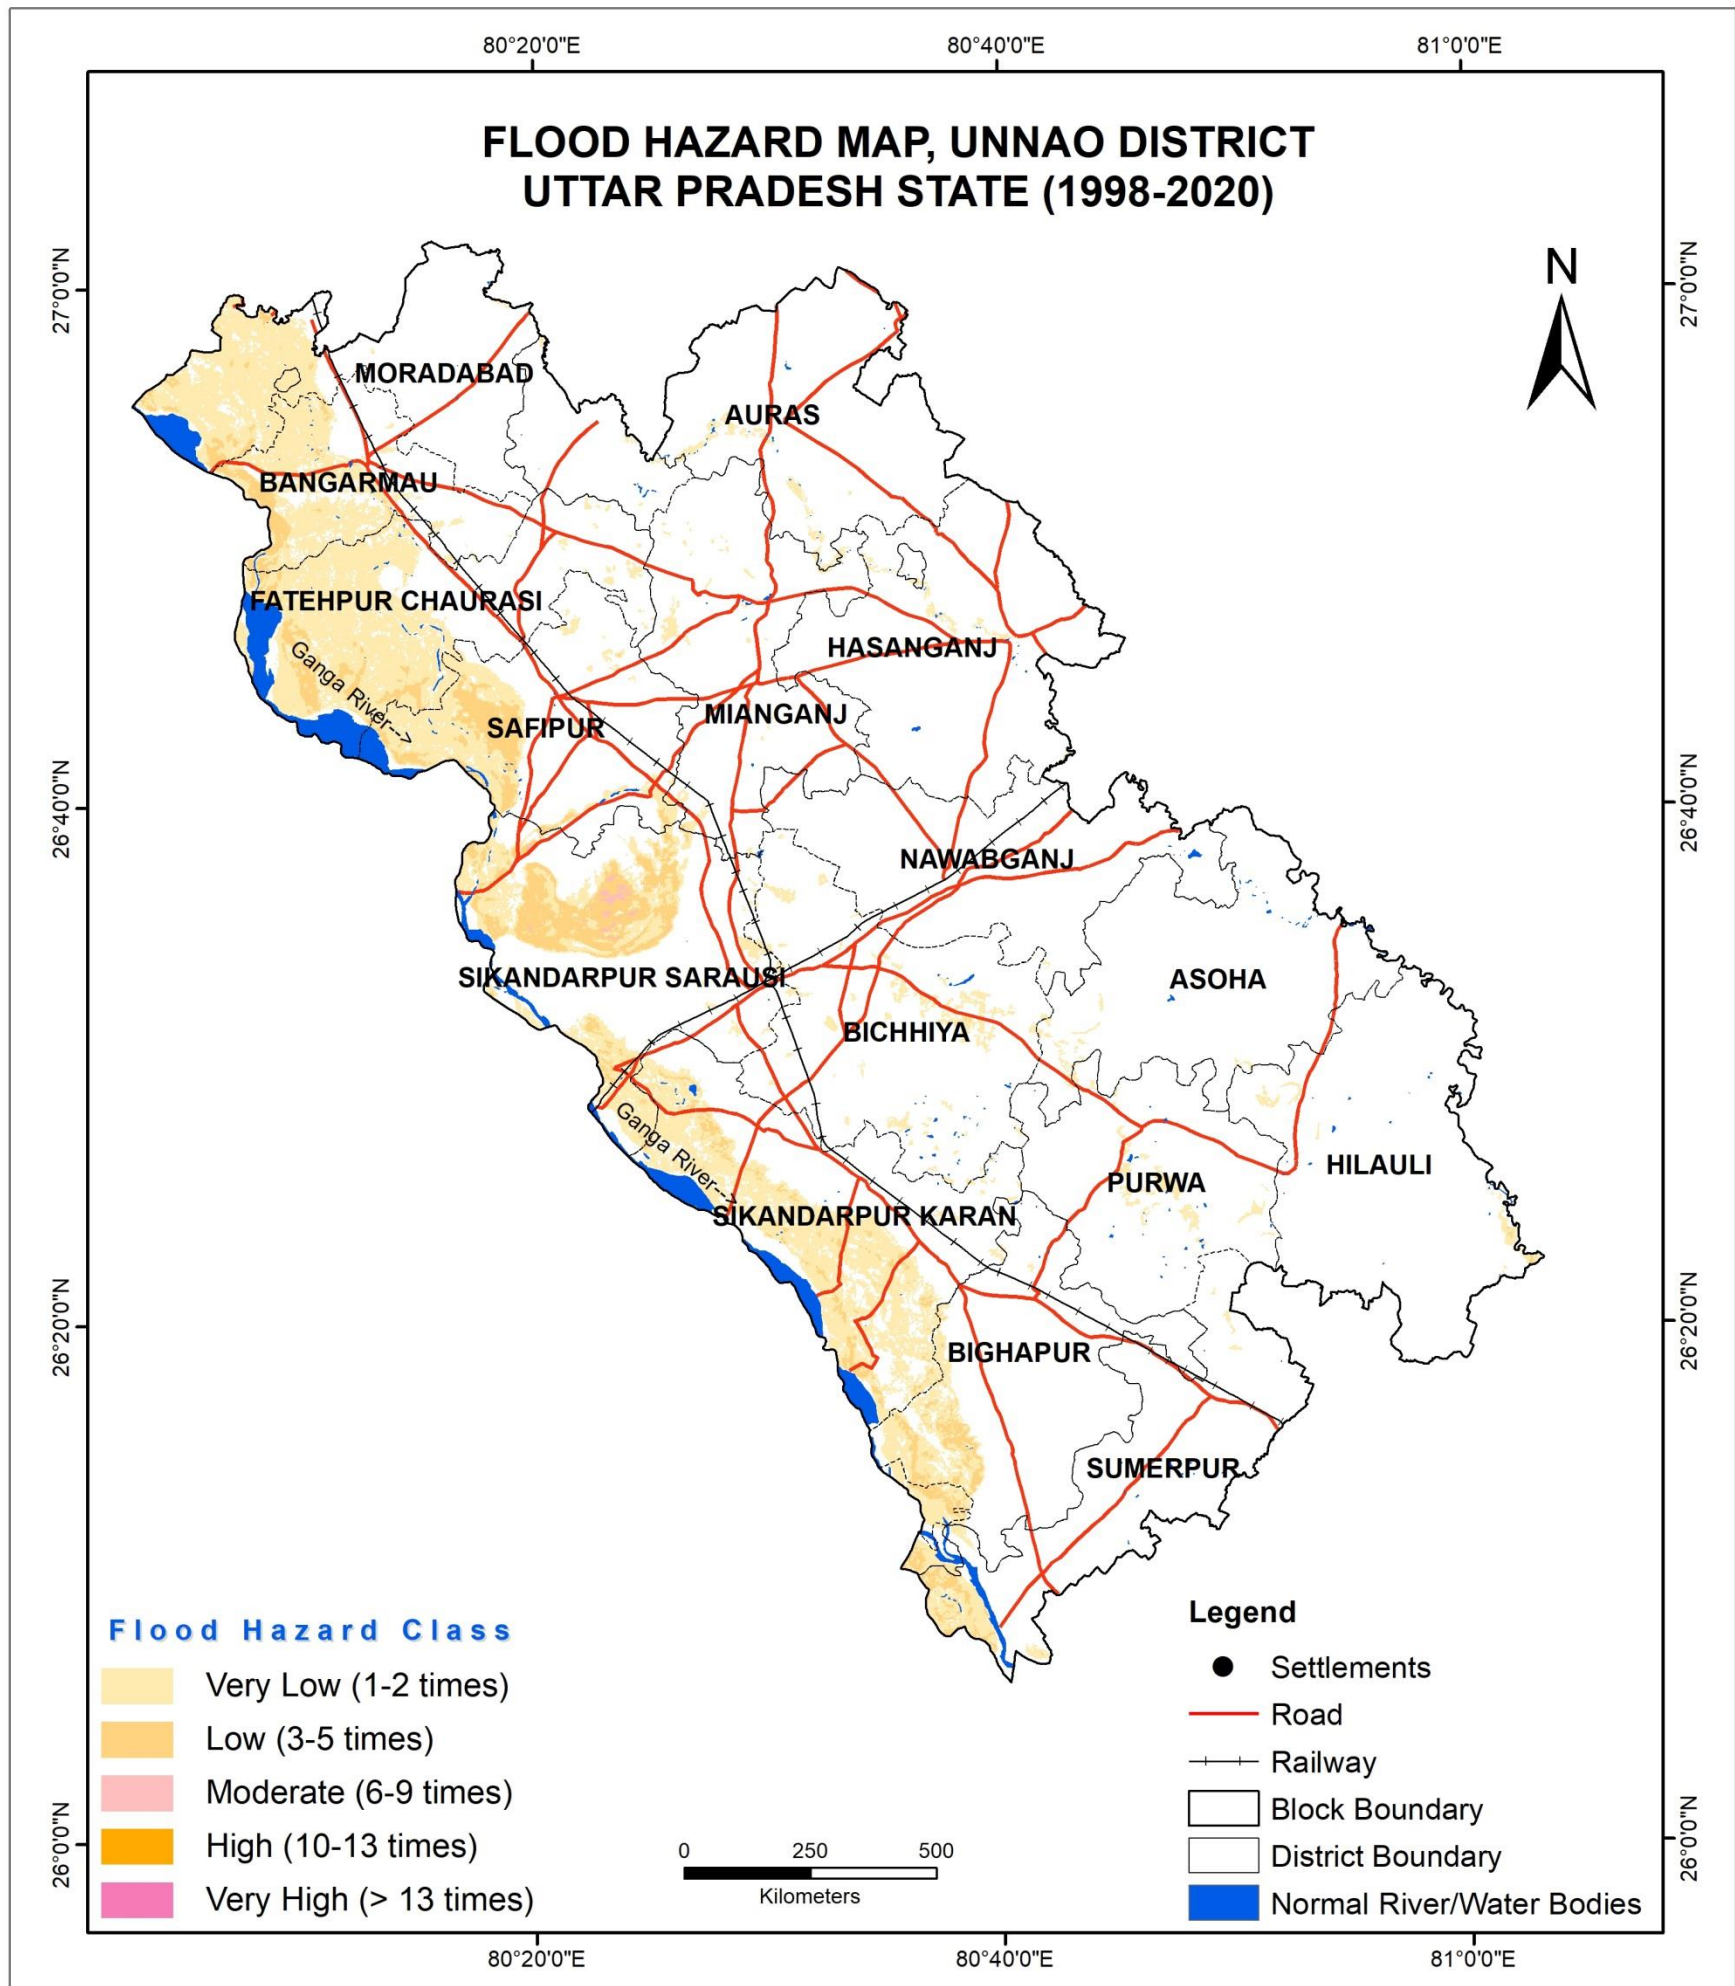 80°20'0"E
80°40'0"E
81°0'0"E
FLOOD HAZARD MAP, UNNAO DISTRICT
UTTAR PRADESH STATE (1998-2020)
N
27°0'0"N
27°0'0"N
MORADABAD
AURAS
BANGARMAU
FATEHPUR CHAURASI
HASANGANJ
Ganga River-->
SAFIPUR
MIANGANJ
26°40'0"N
26°40'0"N
NAWABGANJ
SIKANDARPUR SARAUSI
ASOHA
BICHHIYA
Ganga River-->
HILAULI
PURWA
SIKANDARPUR KARAN
26°20'0"N
26°20'0"N
BIGHAPUR
SUMERPUR
Flood Hazard Class
Very Low (1-2 times)
Low (3-5 times)
Moderate (6-9 times)
High (10-13 times)
Very High (> 13 times)
0 250 500
Kilometers
Legend
Settlements
Road
Railway
Block Boundary
District Boundary
Normal River/Water Bodies
26°0'0"N
26°0'0"N
80°20'0"E
80°40'0"E
81°0'0"E